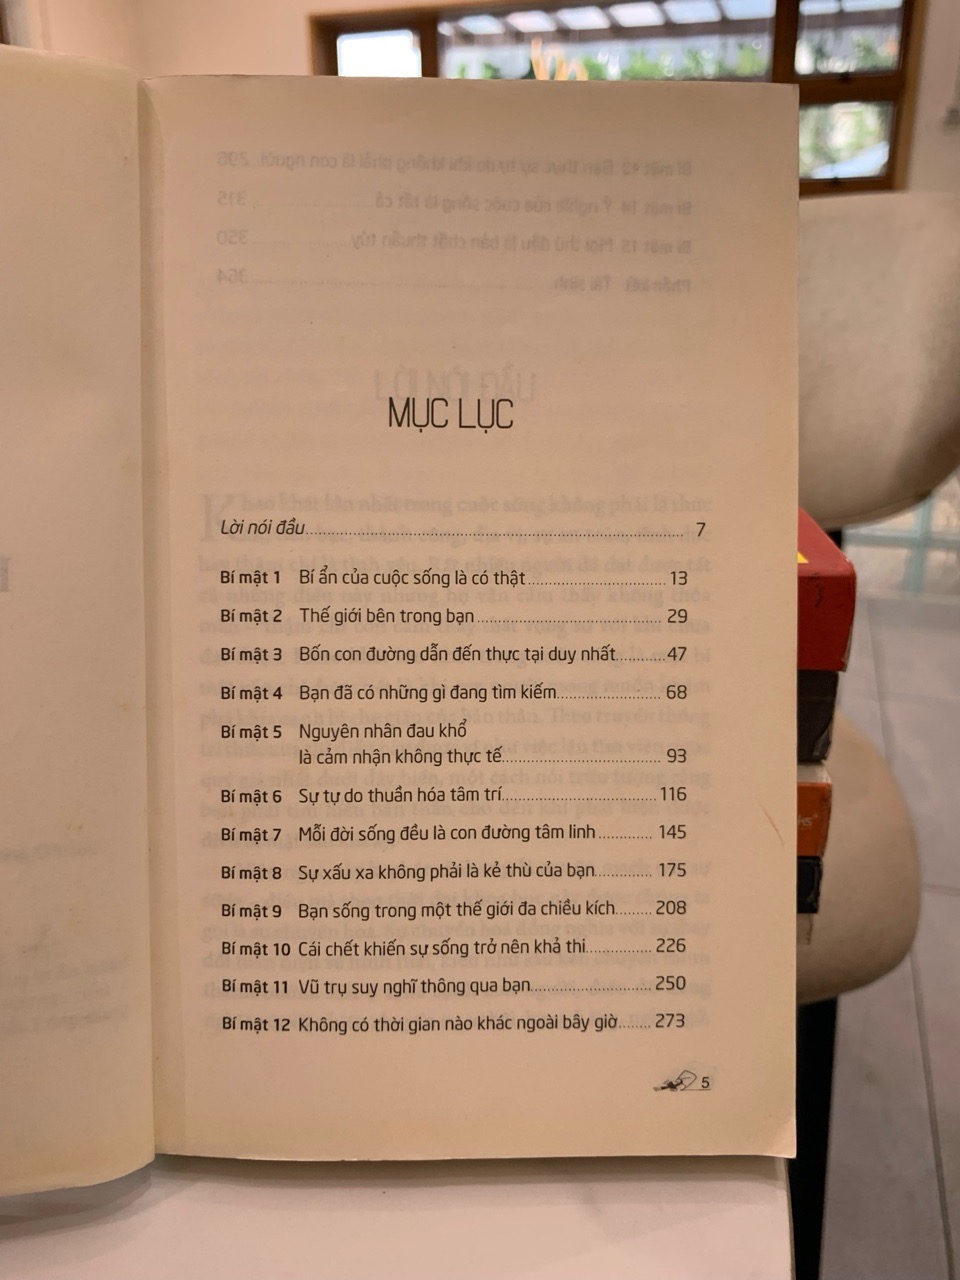 MỤC LỤC
Lời nói đầu 7
Bí mật 1 Bí ẩn của cuộc sống là có thật 13
Bí mật 2 Thế giới bên trong bạn 29
Bí mật 3 Bốn con đường dẫn đến thực tại duy nhất 47
Bí mật 4 Bạn đã có những gì đang tìm kiếm 68
Bí mật 5 Nguyên nhân đau khổ
là cảm nhận không thực tế 93
Bí mật 6 Sự tự do thuần hóa tâm trí 116
Bí mật 7 Mỗi đời sống đều là con đường tâm linh 145
Bí mật 8 Sự xấu xa không phải là kẻ thù của bạn 175
Bí mật 9 Bạn sống trong một thế giới đa chiều kích 208
Bí mật 10 Cái chết khiến sự sống trở nên khả thi 226
Bí mật 11 Vũ trụ suy nghĩ thông qua bạn 250
Bí mật 12 Không có thời gian nào khác ngoài bây giờ 273
5